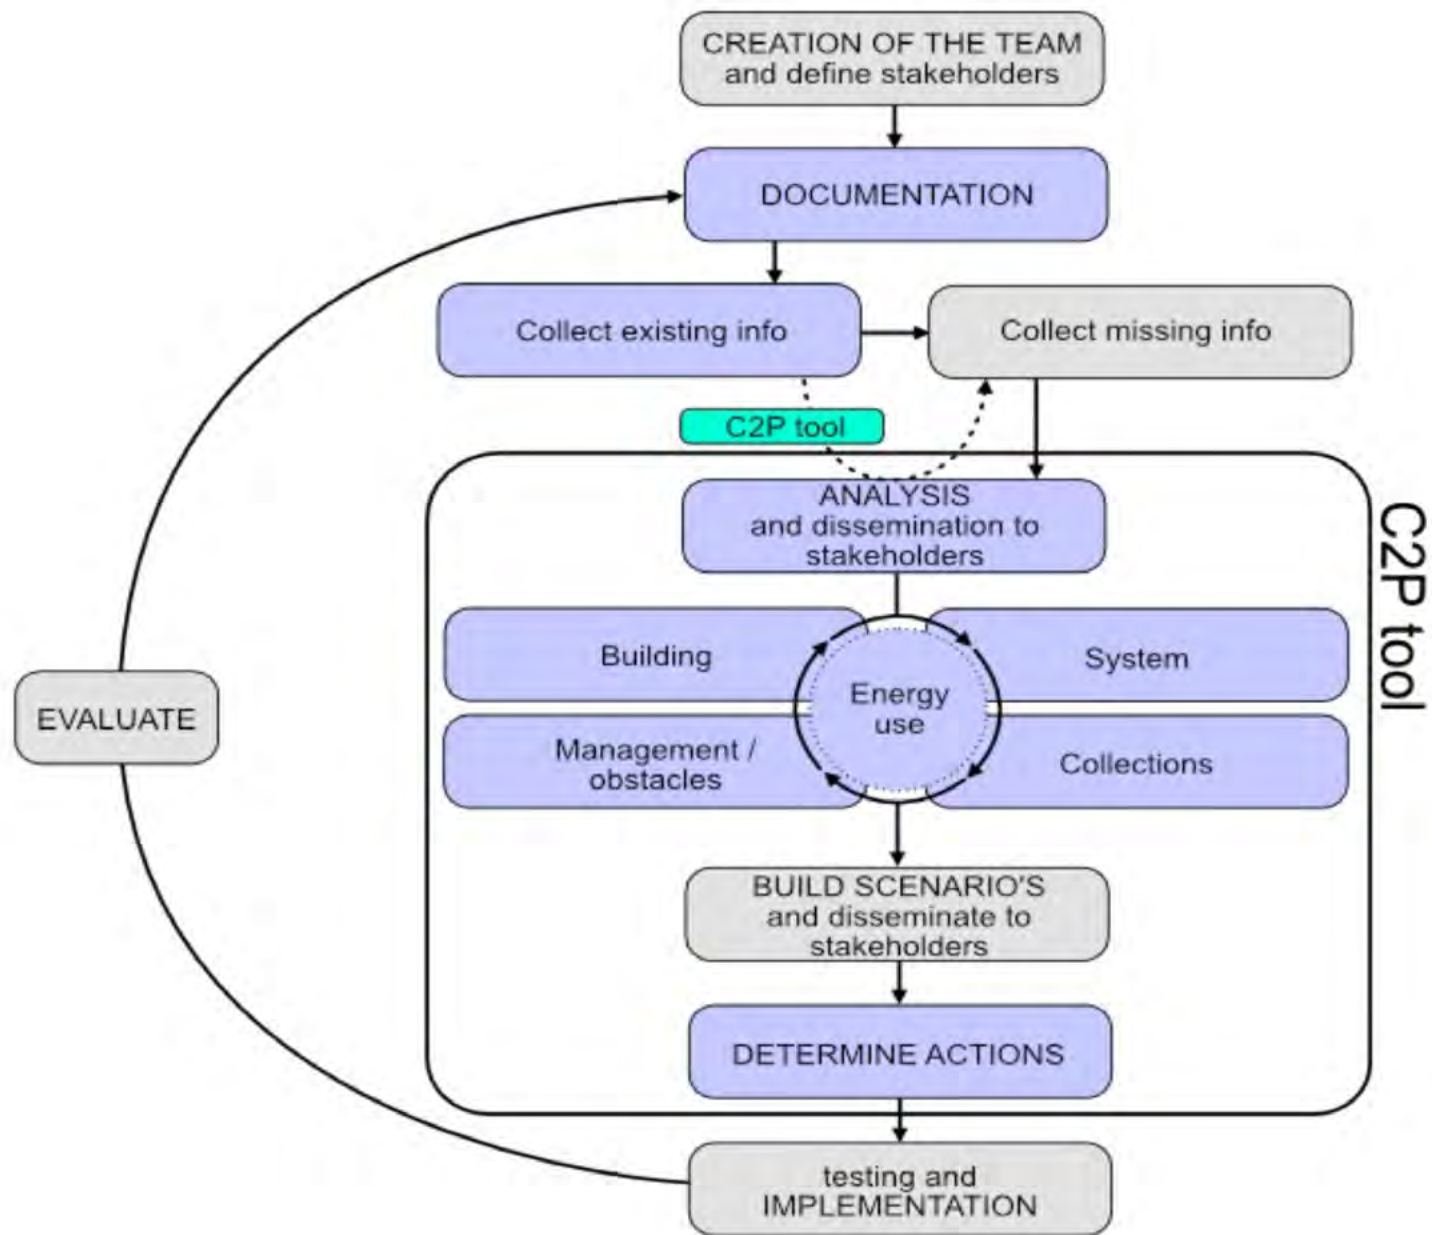 CREATION OF THE TEAM
and define stakeholders
DOCUMENTATION
Collect existing info
Collect missing info
C2P tool
ANALYSIS
and dissemination to
stakeholders
C2P tool
Building
System
Energy
use
EVALUATE
Management /
obstacles
Collections
BUILD SCENARIO'S
and disseminate to
stakeholders
DETERMINE ACTIONS
testing and
IMPLEMENTATION